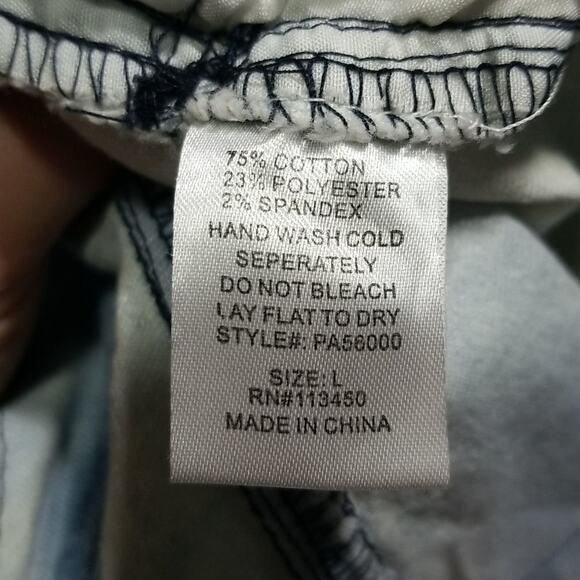 75% COTTON
23% POLYESTER
2% SPANDEX
HAND WASH COLD
SEPERATELY
DO NOT BLEACH
LAY FLAT TO DRY
STYLE#: PA56000
SIZE: L
RN#113450
MADE IN CHINA